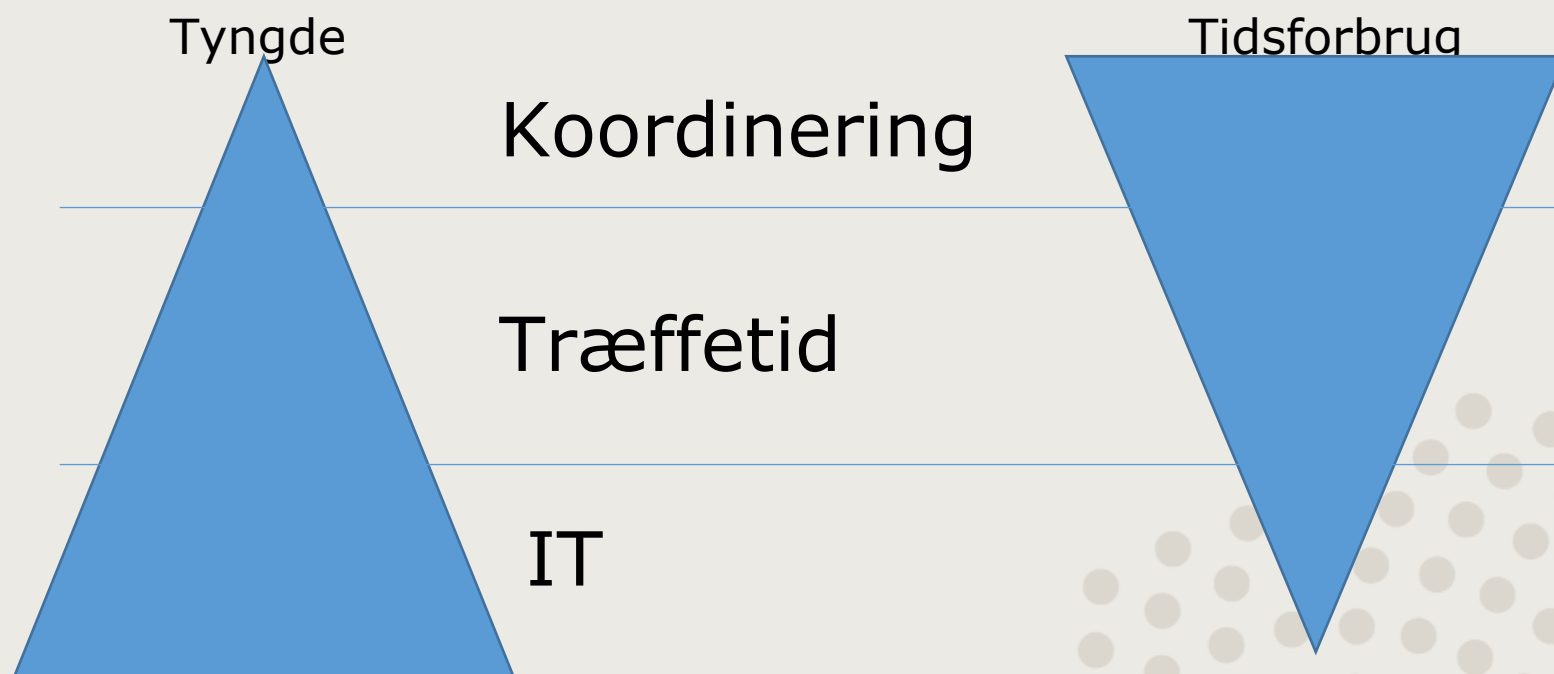 Tyngde
Tidsforbrug
Koordinering
Træffetid
IT